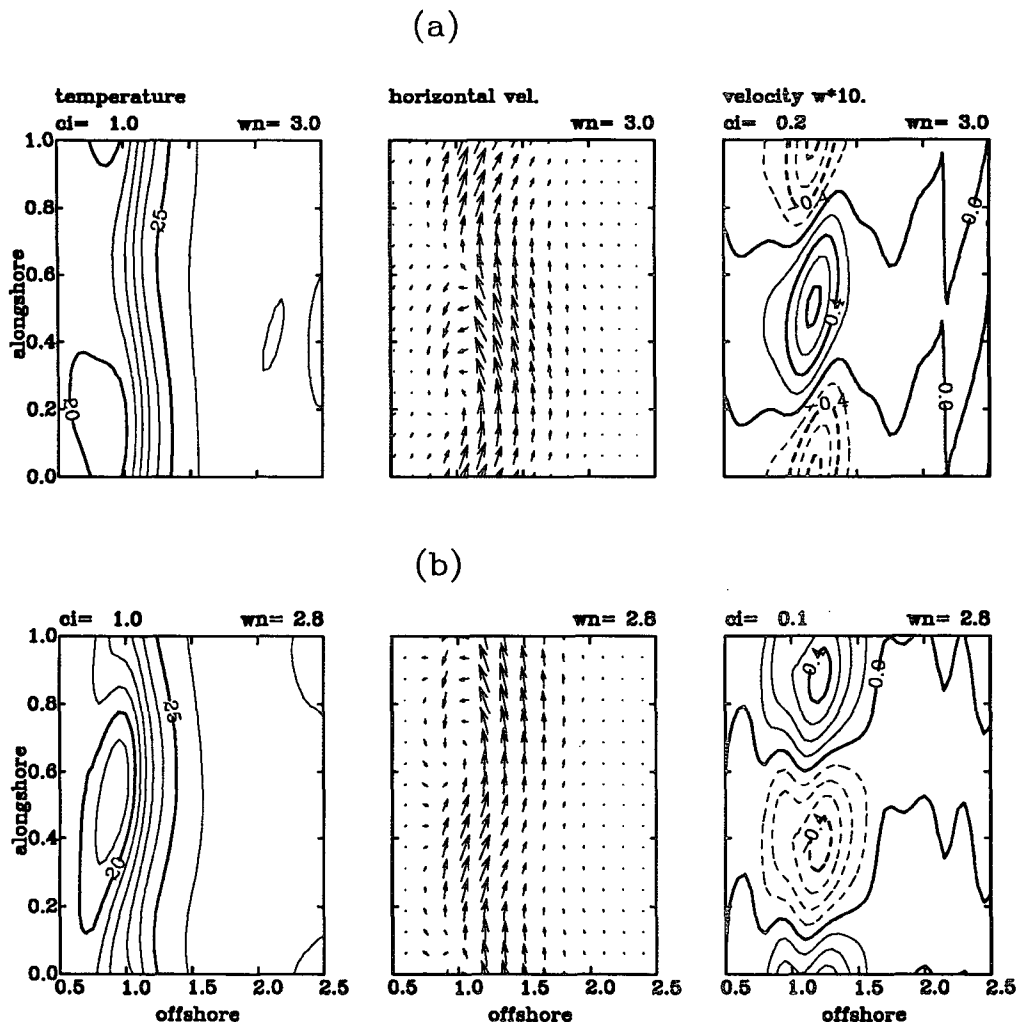 (a)
temperature
horizontal vel.
velocity w*10.
ci= 1.0 wn= 3.0
wn= 3.0
ci= 0.2 wn= 3.0
1.0
0.8
0.6
0.4
0.2
0.0
alongshore
25
20
0.4
-0.4
0.0
0.0
(b)
ci= 1.0 wn= 2.8
wn= 2.8
ci= 0.1 wn= 2.8
1.0
0.8
0.6
0.4
0.2
0.0
alongshore
25
20
0.4
0.0
-0.4
0.5 1.0 1.5 2.0 2.5
0.5 1.0 1.5 2.0 2.5
0.5 1.0 1.5 2.0 2.5
offshore
offshore
offshore